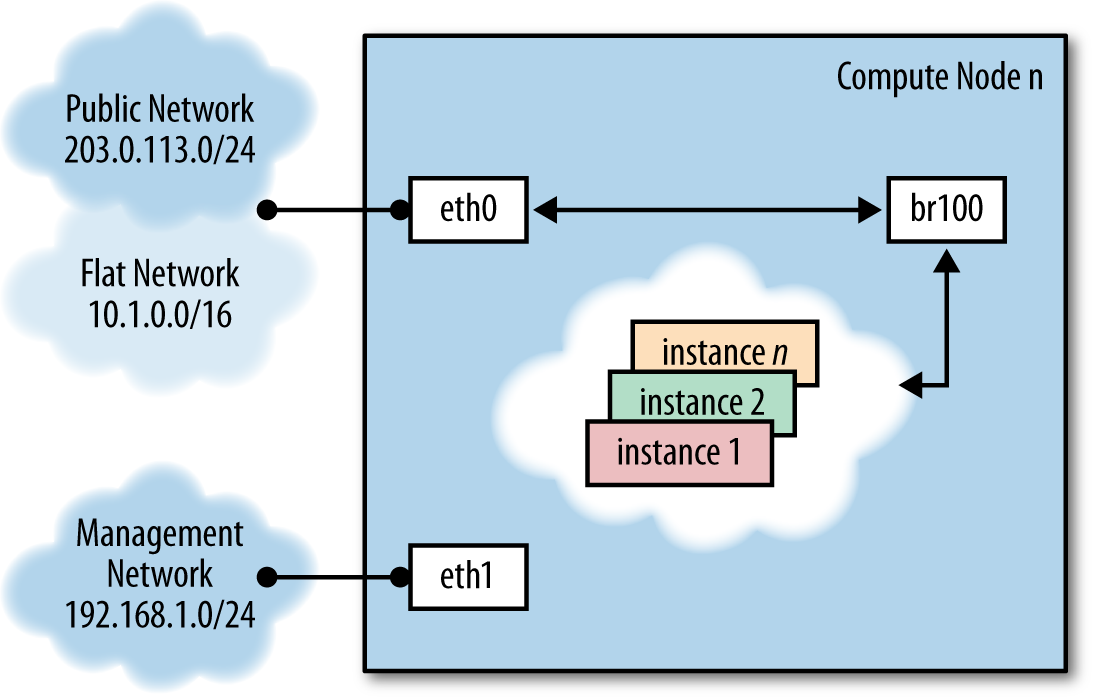 Public Network
203.0.113.0/24
Flat Network
10.1.0.0/16
Management
Network
192.168.1.0/24
Compute Node n
eth0
br100
instance n
instance 2
instance 1
eth1